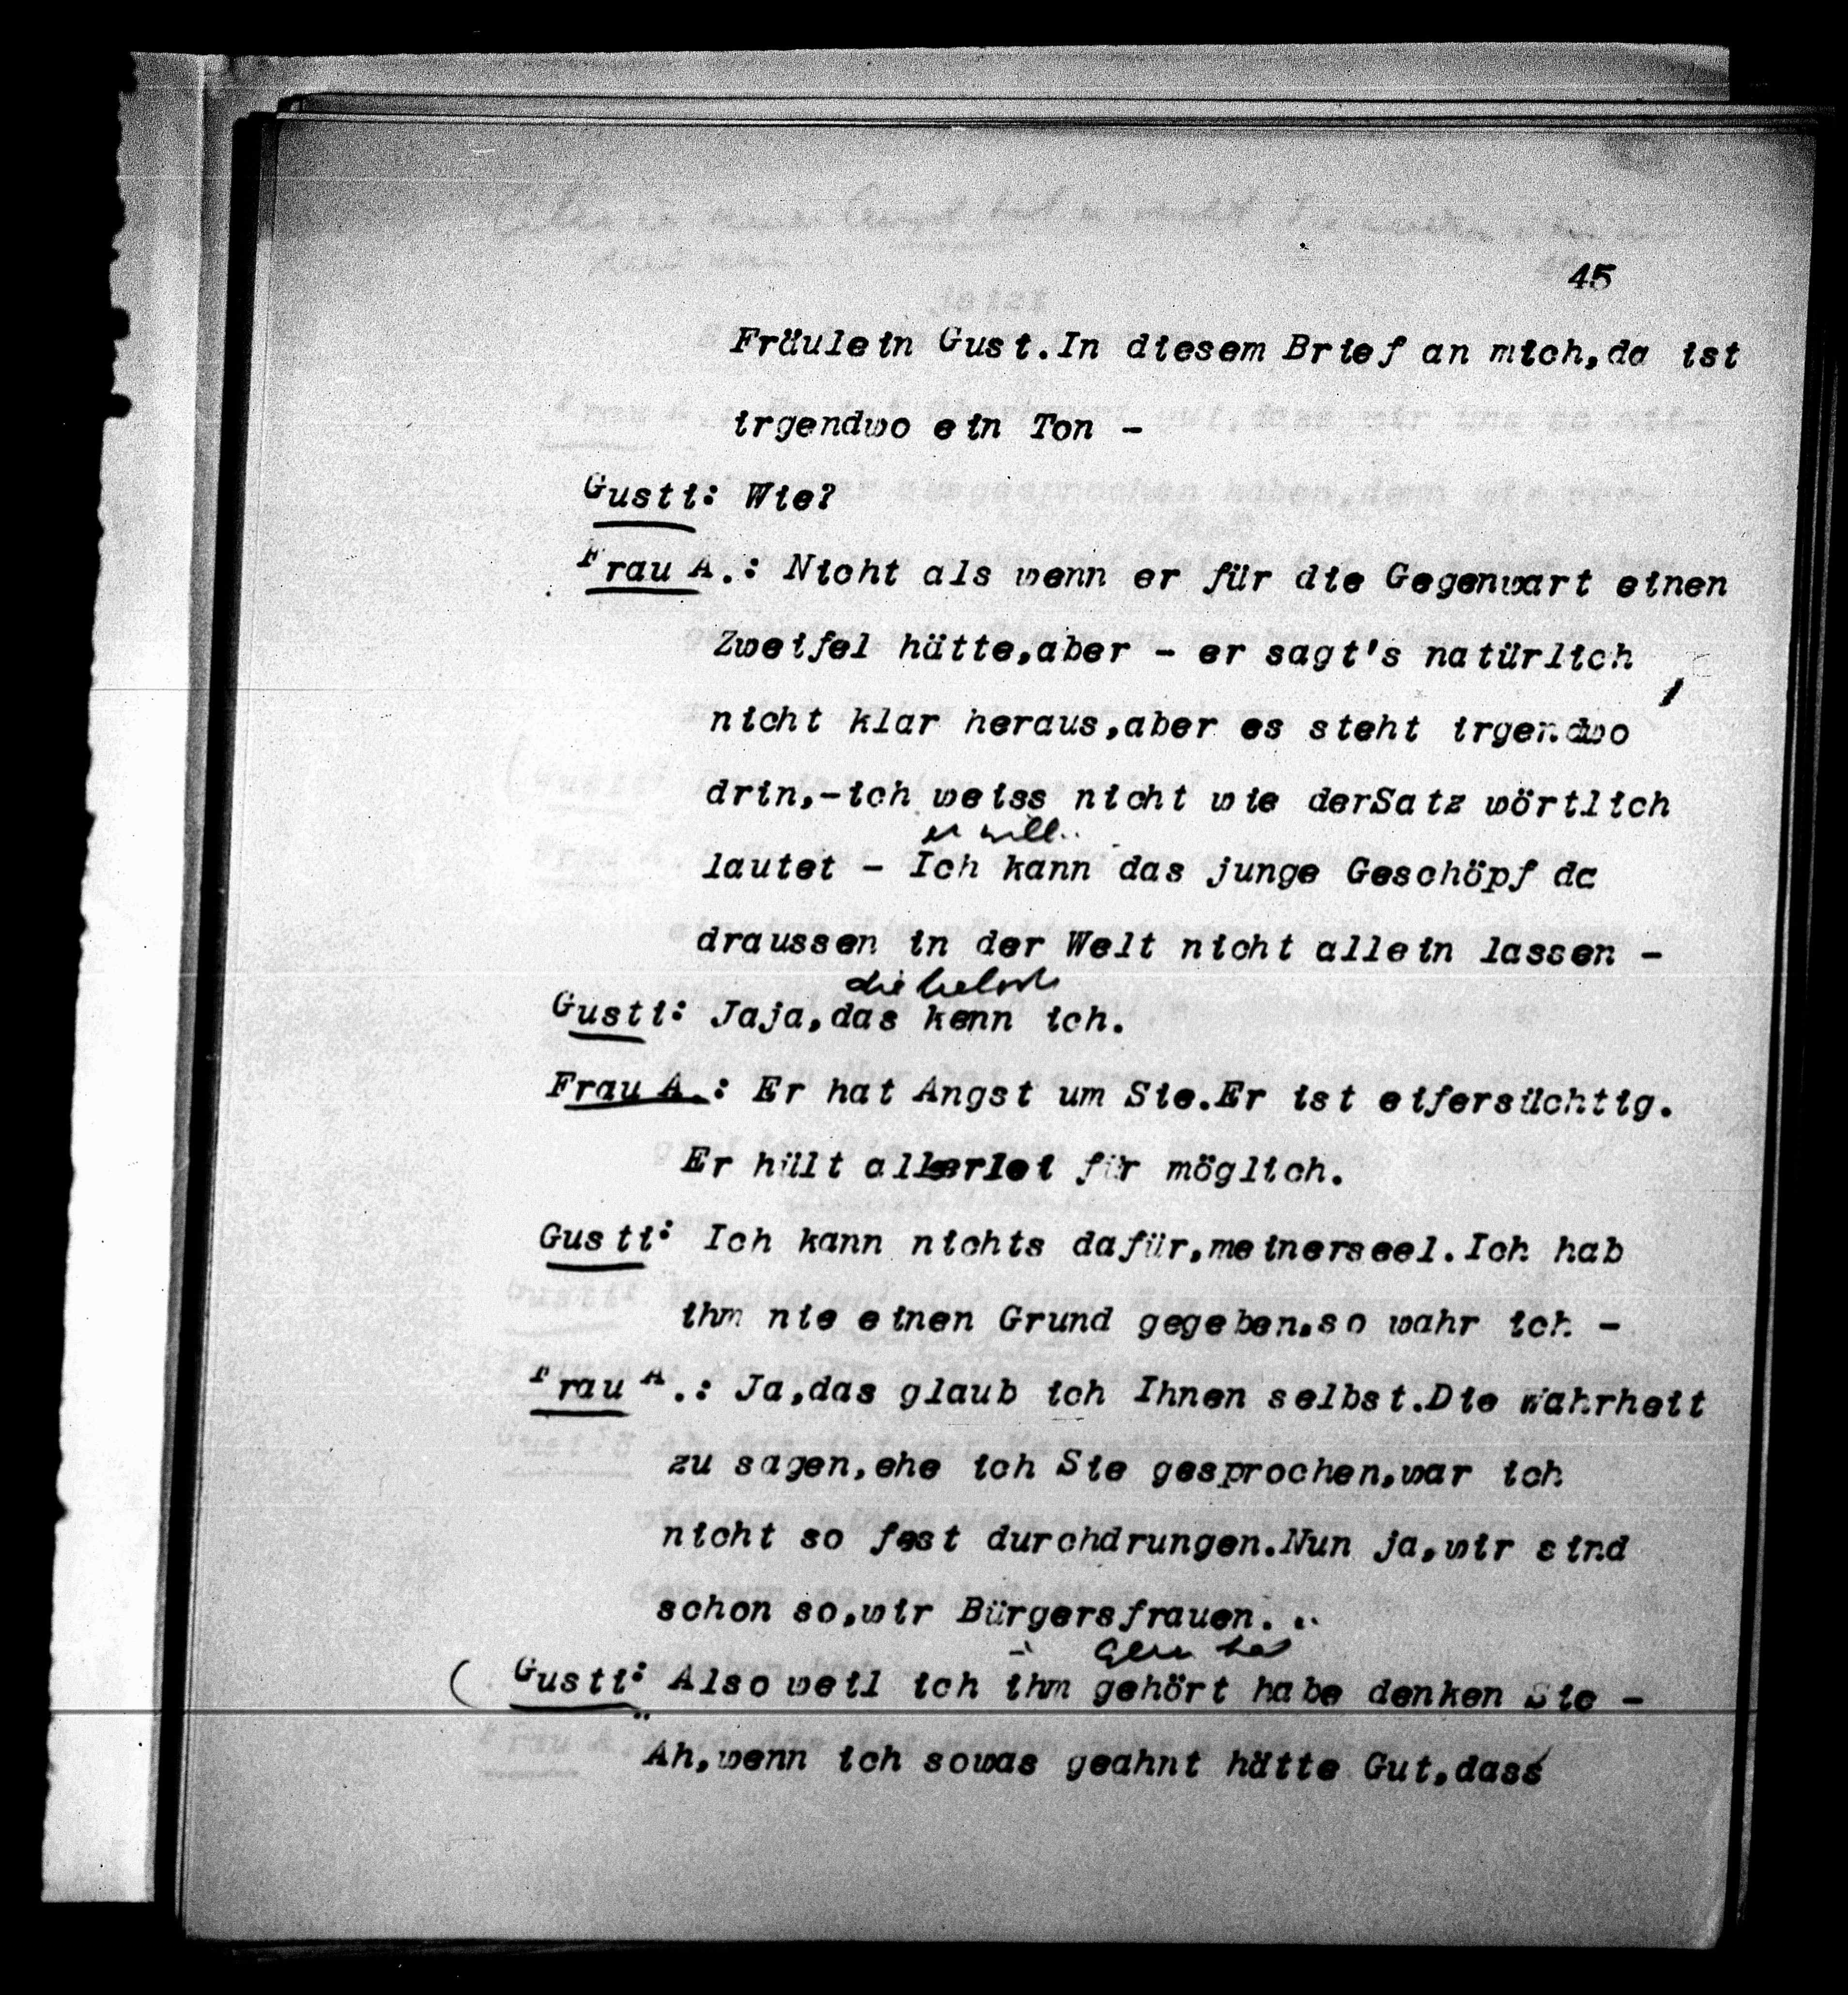 45
Fräulein Gust.In diesem Brief an mich,da ist
irgendwo ein Ton -
Gusti: Wie?
Frau A.: Nicht als wenn er für die Gegenwart einen
Zweifel hätte,aber - er sagt's natürlich
nicht klar heraus,aber es steht irgendwo
drin,-ich weiss nicht wie derSatz wörtlich
er will..
lautet - Ich kann das junge Geschöpf da
draussen in der Welt nicht allein lassen -
Gusti: Jaja,das kenn ich.
Frau A.: Er hat Angst um Sie.Er ist eifersüchtig.
Er hält allerlei für möglich.
Gusti: Ich kann nichts dafür,meinerseel.Ich hab
ihm nie einen Grund gegeben,so wahr ich -
Frau A.: Ja,das glaub ich Ihnen selbst.Die Wahrheit
zu sagen,ehe ich Sie gesprochen,war ich
nicht so fest durchdrungen.Nun ja,wir sind
schon so,wir Bürgersfrauen...
( Gusti: Also weil ich ihm gehört habe denken Sie -
Ah,wenn ich sowas geahnt hätte Gut,dass